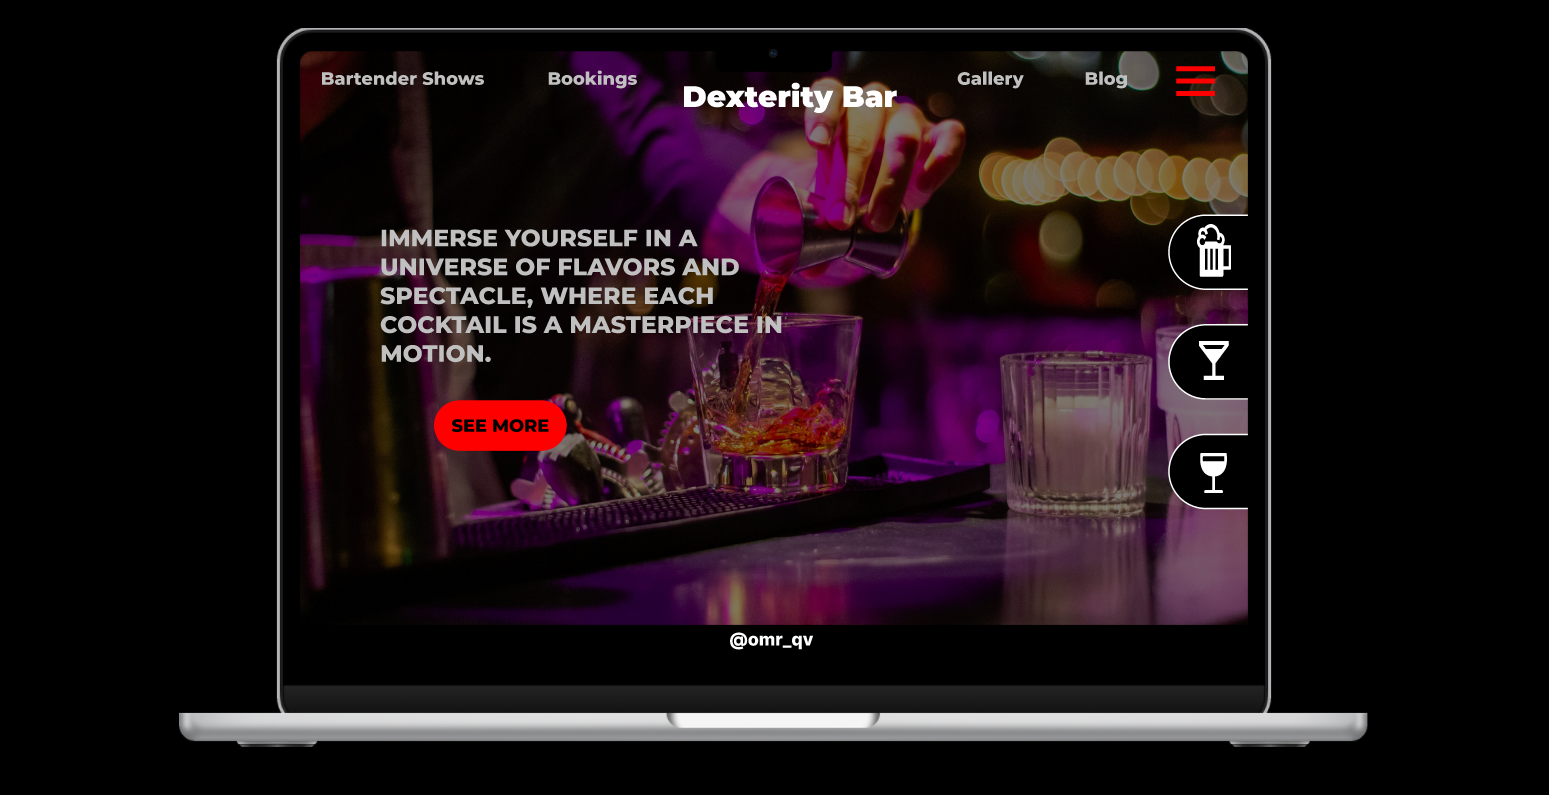 Bartender Shows
Bookings
Dexterity Bar
Gallery
Blog
IMMERSE YOURSELF IN A
UNIVERSE OF FLAVORS AND
SPECTACLE, WHERE EACH
COCKTAIL IS A MASTERPIECE IN
MOTION.
SEE MORE
@omr_qv